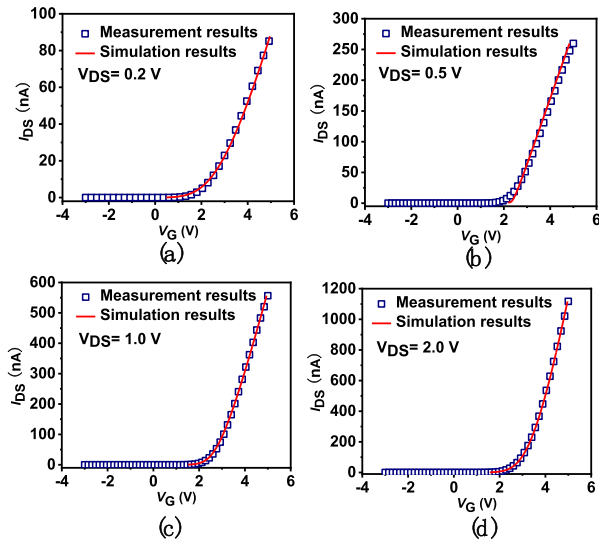 100
80
60
40
20
0
Measurement results
Simulation results
VDS= 0.2 V
IDS (nA)
-4 -2 0 2 4 6
VG (V)
(a)
300
250
200
150
100
50
0
Measurement results
Simulation results
VDS= 0.5 V
IDS (nA)
-4 -2 0 2 4 6
VG (V)
(b)
600
500
400
300
200
100
0
Measurement results
Simulation results
VDS= 1.0 V
IDS (nA)
-4 -2 0 2 4 6
VG (V)
(c)
1200
1000
800
600
400
200
0
Measurement results
Simulation results
VDS= 2.0 V
IDS (nA)
-4 -2 0 2 4 6
VG (V)
(d)